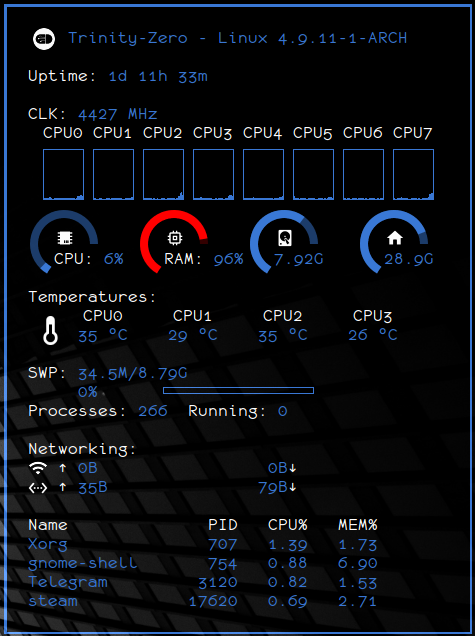 Trinity-Zero - Linux 4.9.11-1-ARCH
Uptime: 1d 11h 33m
CLK: 4427 MHz
CPU0 CPU1 CPU2 CPU3 CPU4 CPU5 CPU6 CPU7
CPU: 6% RAM: 96% 7.92G 28.9G
Temperatures:
CPU0 CPU1 CPU2 CPU3
35 °C 29 °C 35 °C 26 °C
SWP: 34.5M/8.79G
0%
Processes: 266 Running: 0
Networking:
↑ 0B 0B↓
↑ 35B 79B↓
Name PID CPU% MEM%
Xorg 707 1.39 1.73
gnome-shell 754 0.88 6.90
Telegram 3120 0.82 1.53
steam 17620 0.69 2.71